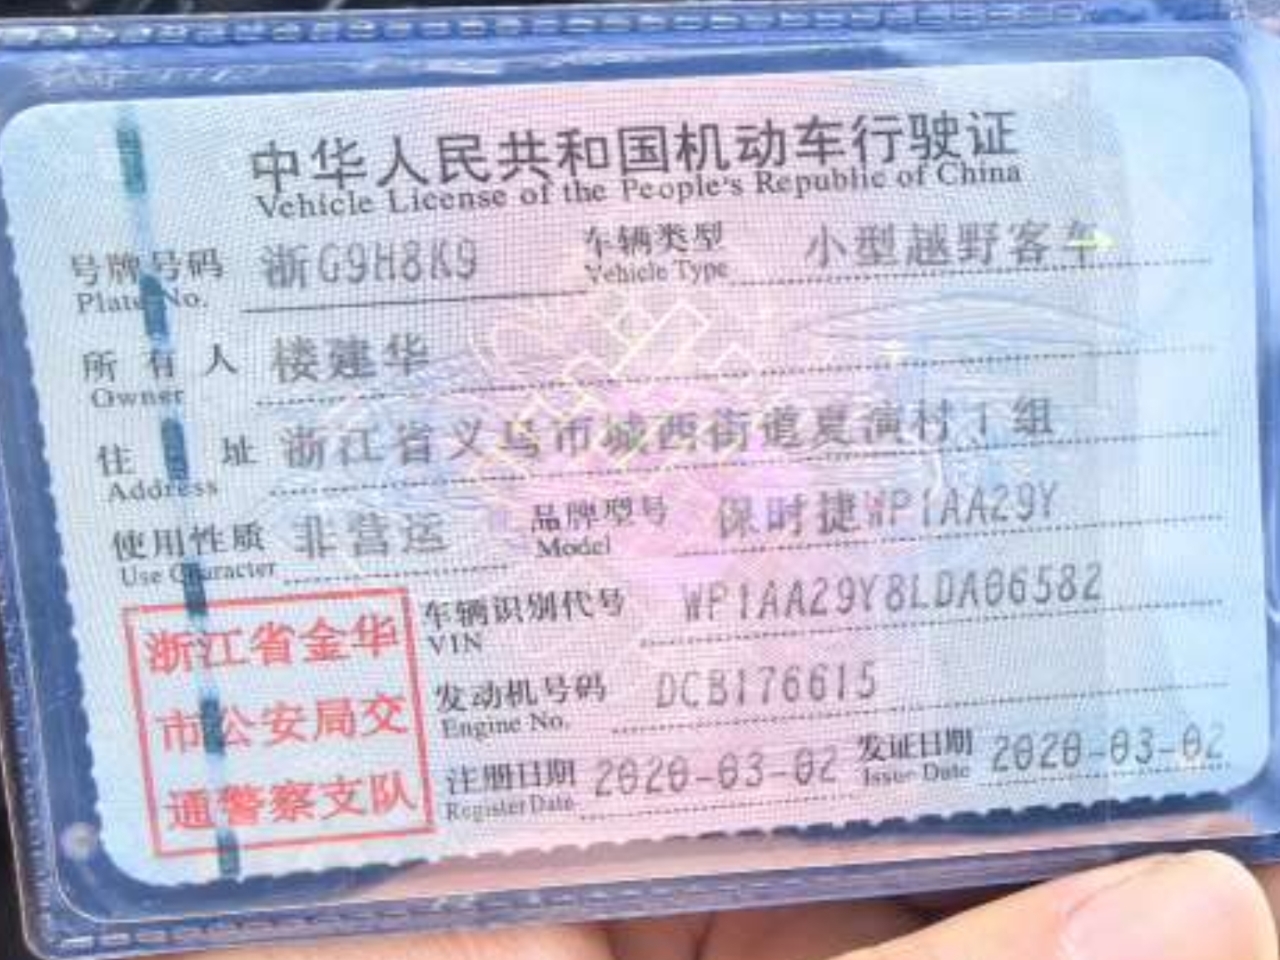 中华人民共和国机动车行驶证
Vehicle License of the People's Republic of China
号牌号码 浙G9H8K9 车辆类型 小型越野客车
Plate No. Vehicle Type
所有人 楼建华
Owner
住址 浙江省义乌市城西街道夏演村丁组
Address
使用性质 非营运 品牌型号 保时捷WP1AA29Y
Use Character Model
车辆识别代号 WP1AA29Y8LDA06582
VIN
发动机号码 DCB176615
Engine No.
注册日期 2020-03-02 发证日期 2020-03-02
Register Date Issue Date
浙江省金华
市公安局交
通警察支队